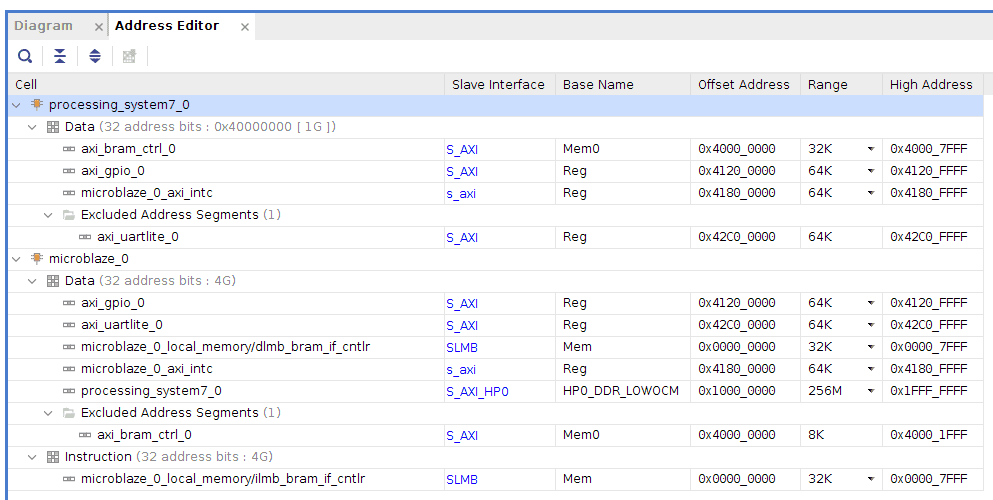 Diagram × Address Editor ×
Cell Slave Interface Base Name Offset Address Range High Address
processing_system7_0
Data (32 address bits : 0x40000000 [ 1G ])
axi_bram_ctrl_0 S_AXI Mem0 0x4000_0000 32K 0x4000_7FFF
axi_gpio_0 S_AXI Reg 0x4120_0000 64K 0x4120_FFFF
microblaze_0_axi_intc s_axi Reg 0x4180_0000 64K 0x4180_FFFF
Excluded Address Segments (1)
axi_uartlite_0 S_AXI Reg 0x42C0_0000 64K 0x42C0_FFFF
microblaze_0
Data (32 address bits : 4G)
axi_gpio_0 S_AXI Reg 0x4120_0000 64K 0x4120_FFFF
axi_uartlite_0 S_AXI Reg 0x42C0_0000 64K 0x42C0_FFFF
microblaze_0_local_memory/dlmb_bram_if_cntlr SLMB Mem 0x0000_0000 32K 0x0000_7FFF
microblaze_0_axi_intc s_axi Reg 0x4180_0000 64K 0x4180_FFFF
processing_system7_0 S_AXI_HP0 HP0_DDR_LOWOCM 0x1000_0000 256M 0x1FFF_FFFF
Excluded Address Segments (1)
axi_bram_ctrl_0 S_AXI Mem0 0x4000_0000 8K 0x4000_1FFF
Instruction (32 address bits : 4G)
microblaze_0_local_memory/ilmb_bram_if_cntlr SLMB Mem 0x0000_0000 32K 0x0000_7FFF